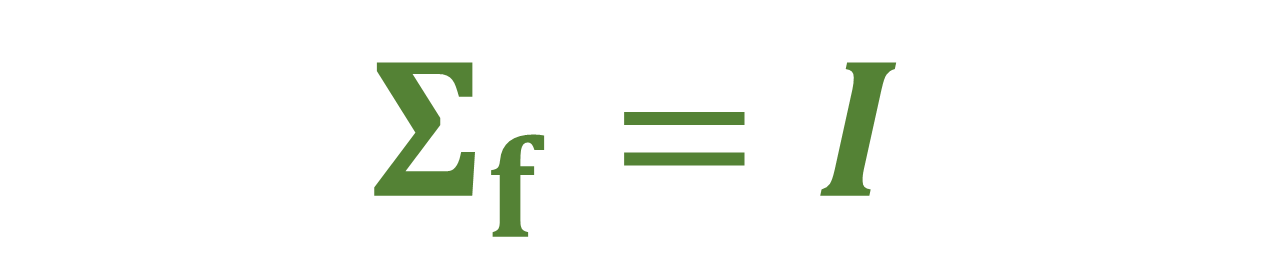 Σf = I